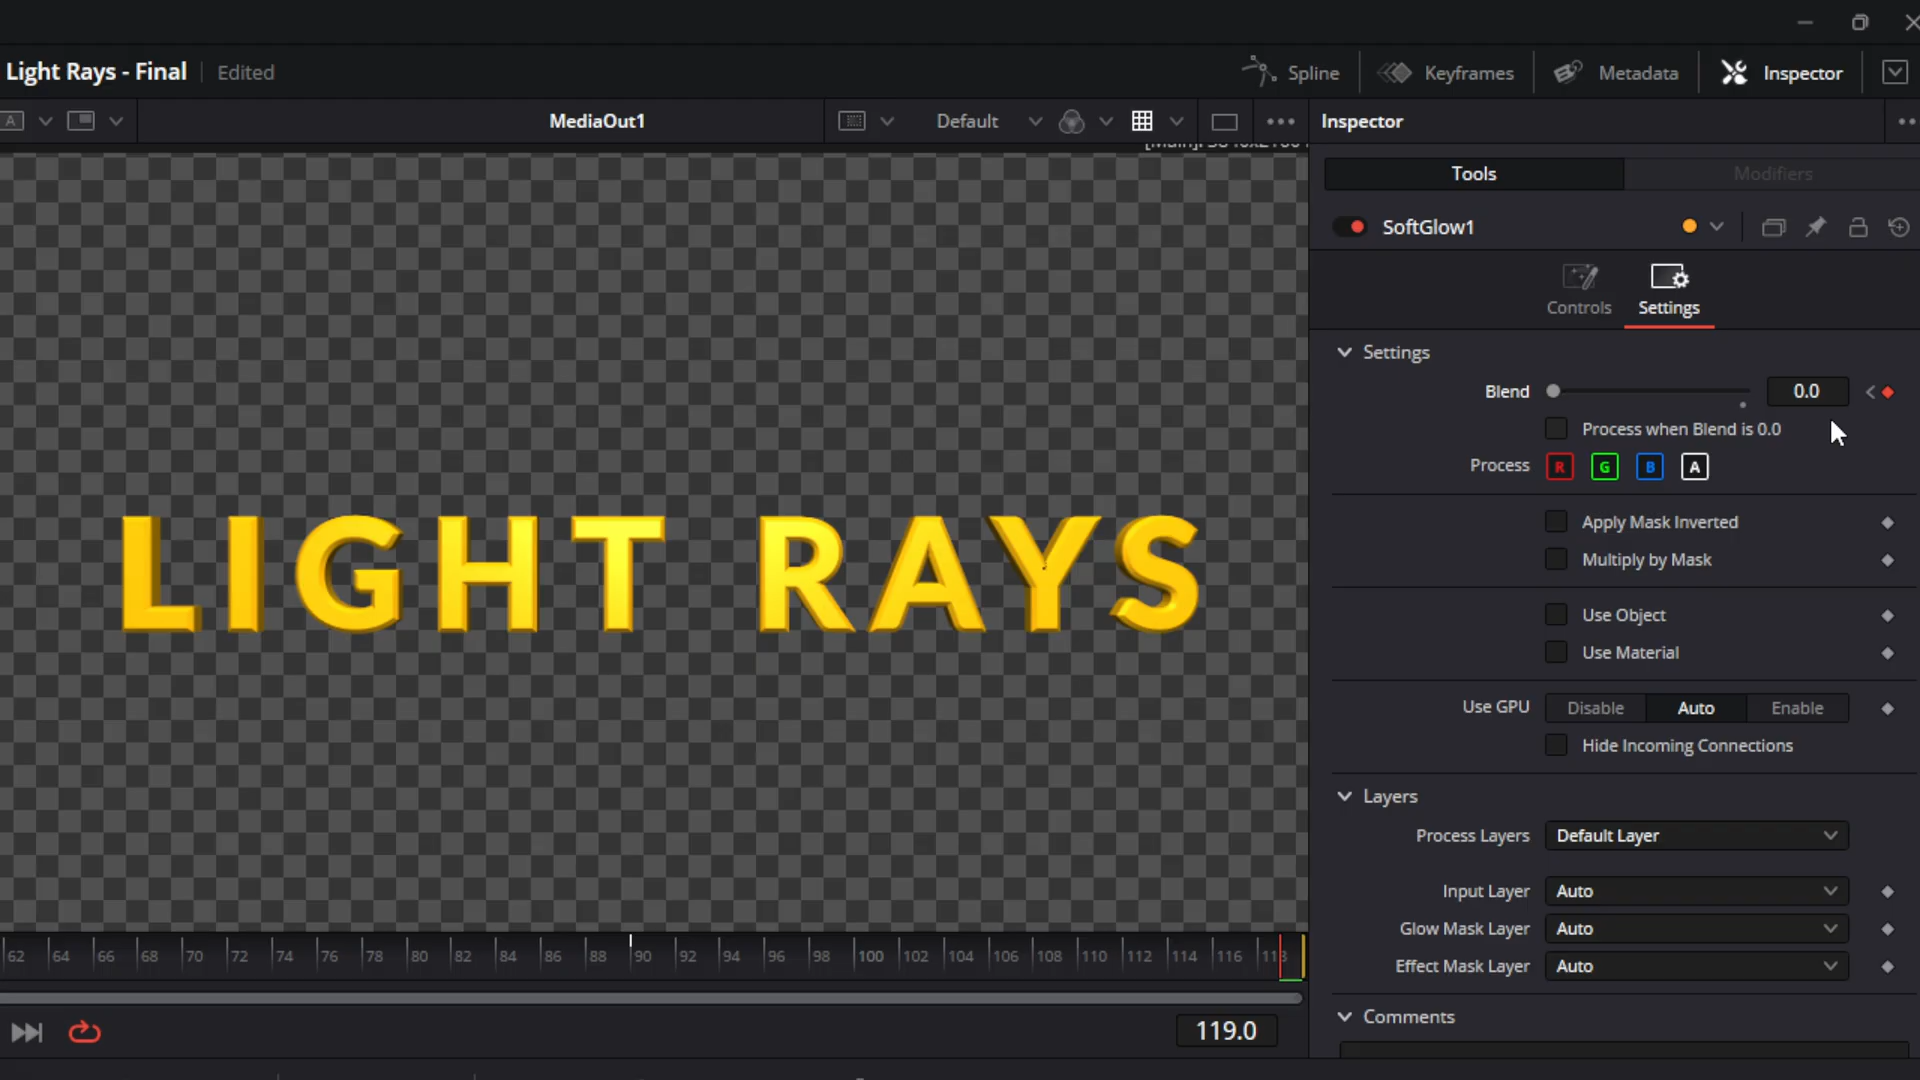 Light Rays - Final Edited
Spline Keyframes Metadata Inspector
A MediaOut1 Default Inspector
Tools Modifiers
SoftGlow1
Controls Settings
Settings
Blend 0.0
Process when Blend is 0.0
Process R G B A
Apply Mask Inverted
Multiply by Mask
Use Object
Use Material
Use GPU Disable Auto Enable
Hide Incoming Connections
LIGHT RAYS
Layers
Process Layers Default Layer
Input Layer Auto
Glow Mask Layer Auto
Effect Mask Layer Auto
62 64 66 68 70 72 74 76 78 80 82 84 86 88 90 92 94 96 98 100 102 104 106 108 110 112 114 116 118
Comments
119.0